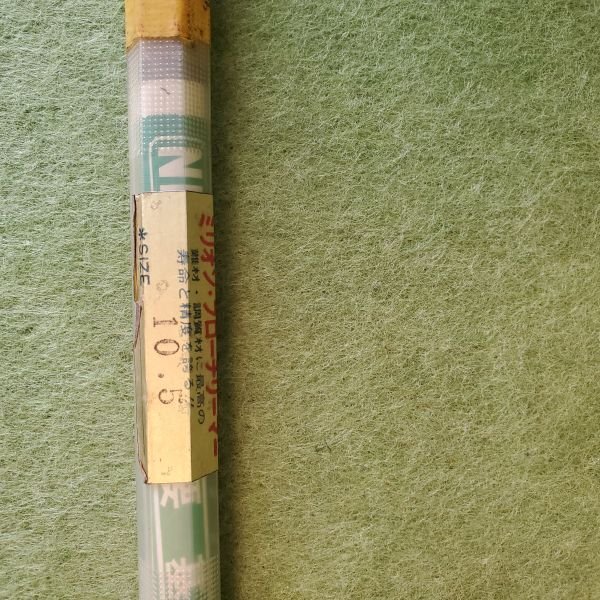 ミリオン・ブローチリーマー
難材・調質材に最高の
寿命と精度を誇る!!
*SIZE
10.5